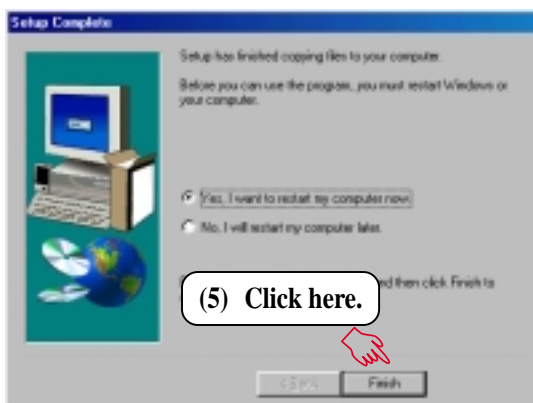 Setup Complete
Setup has finished copying files to your computer.
Before you can use the program, you must restart Windows or
your computer.
Yes, I want to restart my computer now.
No, I will restart my computer later.
and then click Finish to
(5) Click here.
< Back
Finish